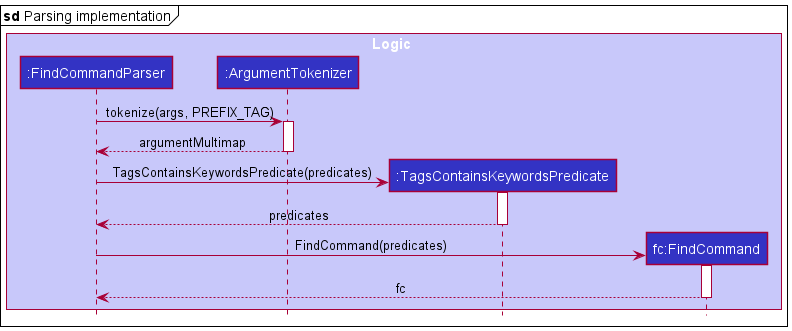 sd Parsing implementation
Logic
:FindCommandParser
:ArgumentTokenizer
tokenize(args, PREFIX_TAG)
argumentMultimap
TagsContainsKeywordsPredicate(predicates)
:TagsContainsKeywordsPredicate
predicates
FindCommand(predicates)
fc:FindCommand
fc